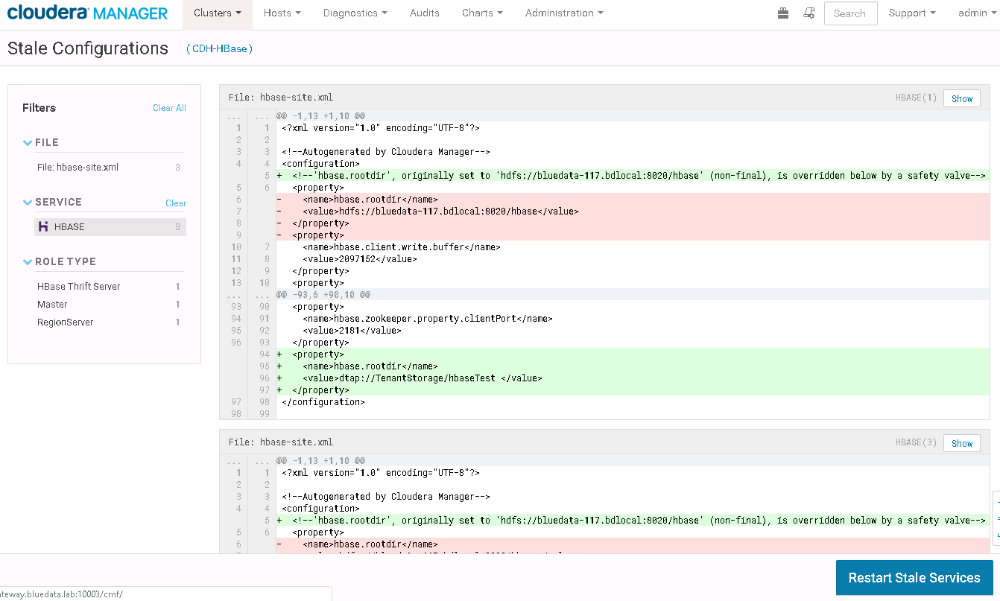 cloudera MANAGER Clusters Hosts Diagnostics Audits Charts Administration Search Support admin
Stale Configurations (CDH-HBase)
Filters Clear All
FILE
File: hbase-site.xml 3
SERVICE Clear
HBASE 3
ROLE TYPE
HBase Thrift Server 1
Master 1
RegionServer 1
File: hbase-site.xml HBASE(1) Show
... ... @@ -1,13 +1,10 @@
1 1 <?xml version="1.0" encoding="UTF-8"?>
2 2
3 3 <!--Autogenerated by Cloudera Manager-->
4 4 <configuration>
5 + <!--'hbase.rootdir', originally set to 'hdfs://bluedata-117.bdlocal:8020/hbase' (non-final), is overridden below by a safety valve-->
5 6 <property>
6 - <name>hbase.rootdir</name>
7 - <value>hdfs://bluedata-117.bdlocal:8020/hbase</value>
8 - </property>
9 - <property>
10 7 <name>hbase.client.write.buffer</name>
11 8 <value>2097152</value>
12 9 </property>
13 10 <property>
... ... @@ -93,6 +90,10 @@
93 90 <property>
94 91 <name>hbase.zookeeper.property.clientPort</name>
95 92 <value>2181</value>
96 93 </property>
94 + <property>
95 + <name>hbase.rootdir</name>
96 + <value>dtap://TenantStorage/hbaseTest </value>
97 + </property>
97 98 </configuration>
98 99
File: hbase-site.xml HBASE(3) Show
... ... @@ -1,13 +1,10 @@
1 1 <?xml version="1.0" encoding="UTF-8"?>
2 2
3 3 <!--Autogenerated by Cloudera Manager-->
4 4 <configuration>
5 + <!--'hbase.rootdir', originally set to 'hdfs://bluedata-117.bdlocal:8020/hbase' (non-final), is overridden below by a safety valve-->
5 6 <property>
6 - <name>hbase.rootdir</name>
Restart Stale Services
ateway.bluedata.lab:10003/cmf/